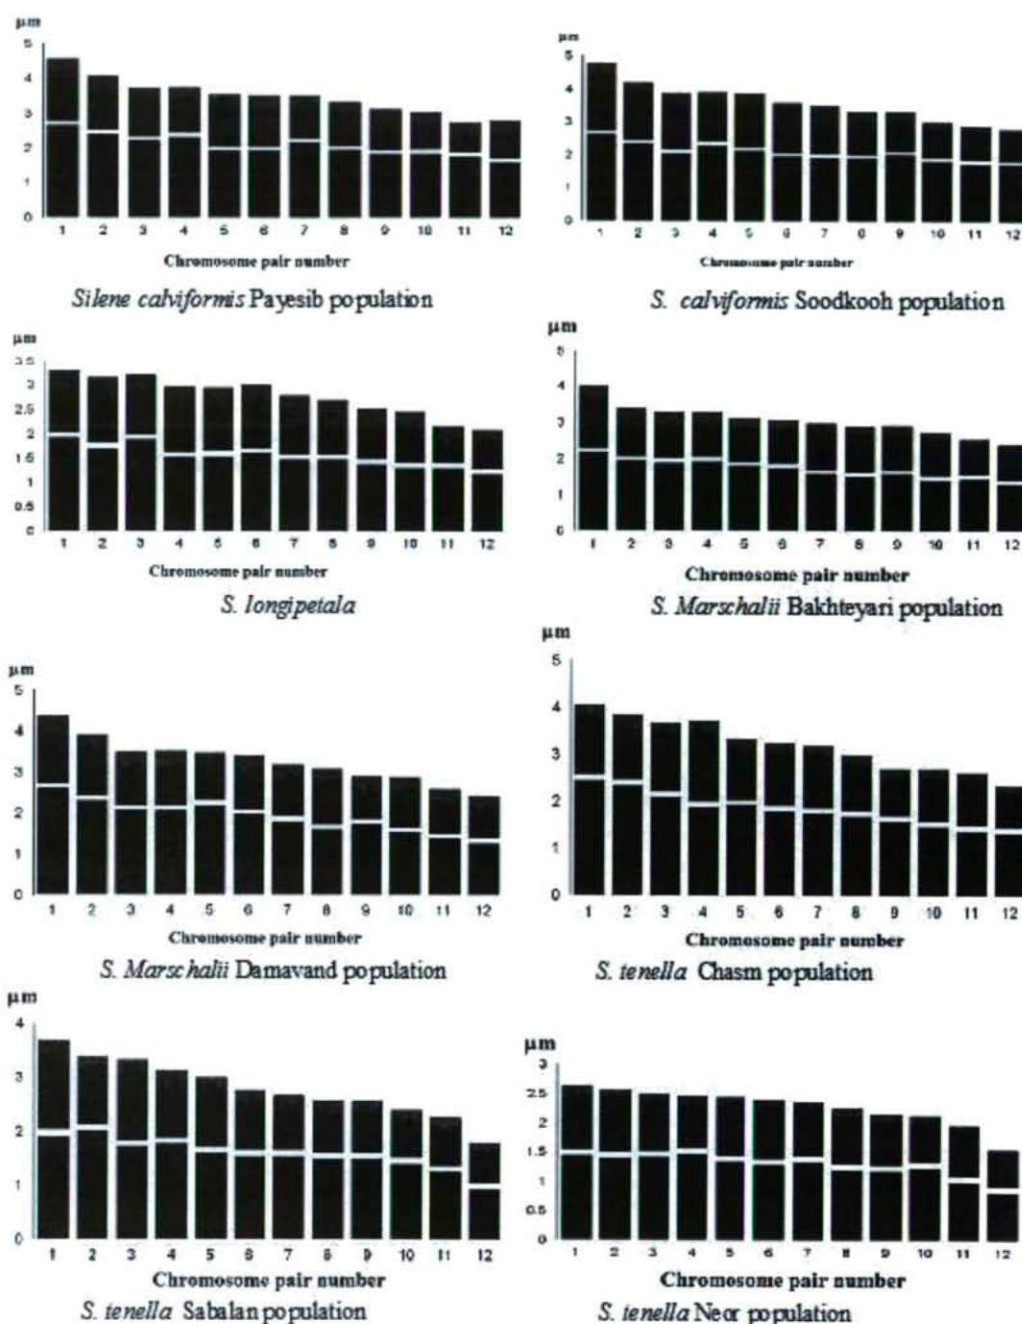 µm
5
4
3
2
1
0
1 2 3 4 5 6 7 8 9 10 11 12
Chromosome pair number
Silene calviformis Payesib population
µm
5
4
3
2
1
0
1 2 3 4 5 6 7 8 9 10 11 12
Chromosome pair number
S. calviformis Soodkooh population
µm
3.5
3
2.5
2
1.5
1
0.5
0
1 2 3 4 5 6 7 8 9 10 11 12
Chromosome pair number
S. longipetala
µm
5
4
3
2
1
0
1 2 3 4 5 6 7 8 9 10 11 12
Chromosome pair number
S. Marschalii Bakhteyari population
µm
5
4
3
2
1
0
1 2 3 4 5 6 7 8 9 10 11 12
Chromosome pair number
S. Marschalii Damavand population
µm
5
4
3
2
1
0
1 2 3 4 5 6 7 8 9 10 11 12
Chromosome pair number
S. tenella Chasm population
µm
4
3
2
1
0
1 2 3 4 5 6 7 8 9 10 11 12
Chromosome pair number
S. tenella Sabalan population
µm
3
2.5
2
1.5
1
0.5
0
1 2 3 4 5 6 7 8 9 10 11 12
Chromosome pair number
S. tenella Neor population